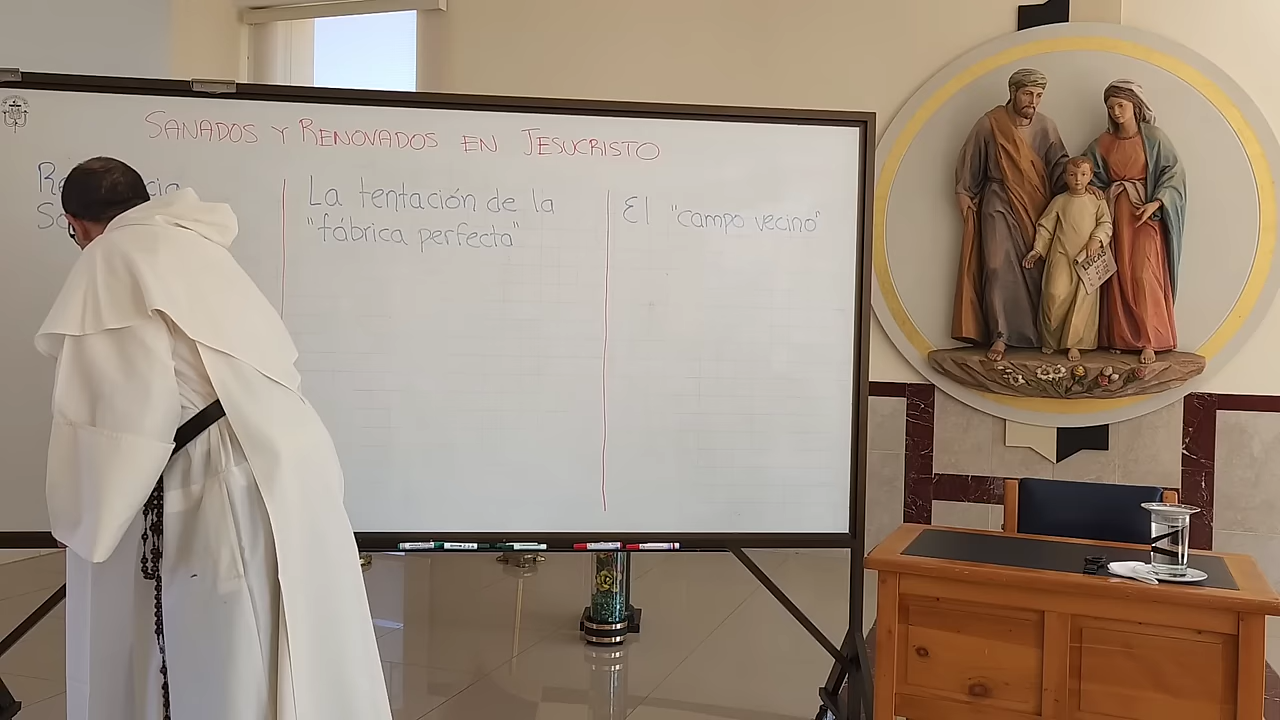 SANADOS Y RENOVADOS EN JESUCRISTO
La tentación de la
"fábrica perfecta"
El "campo vecino"
LUCAS